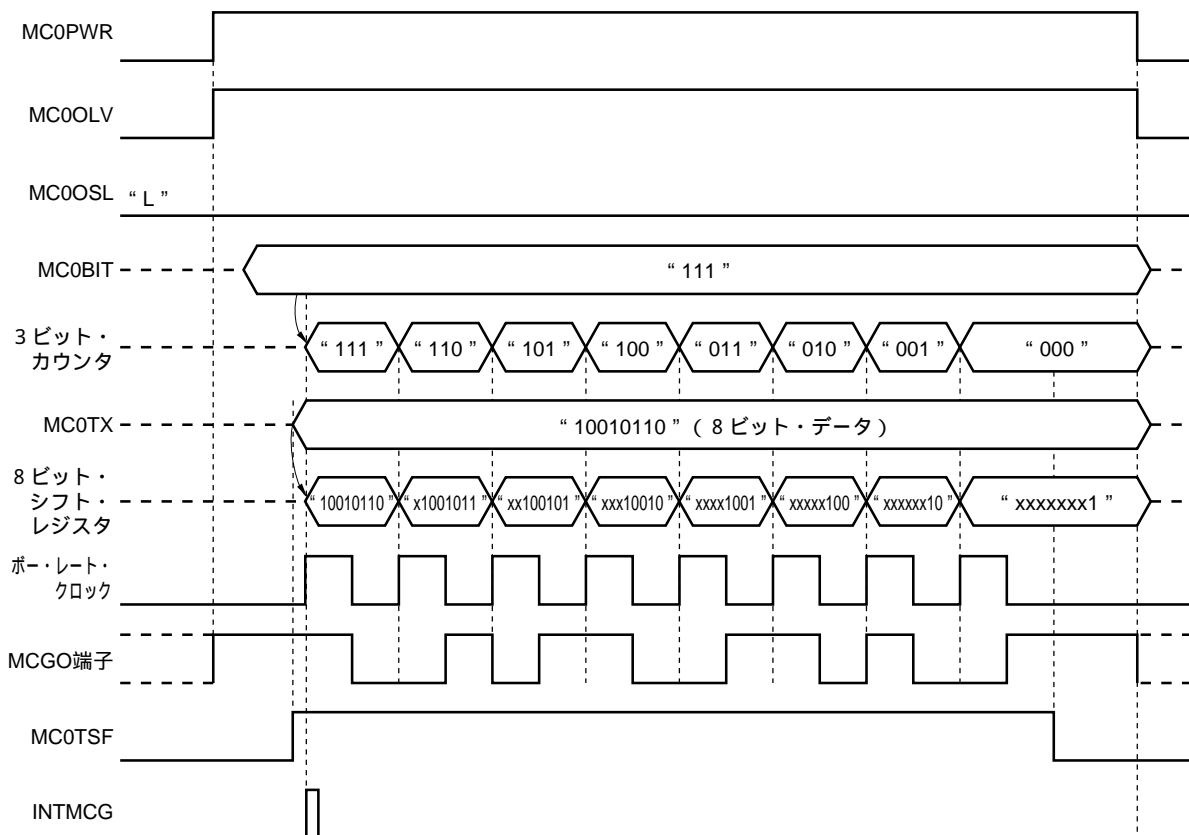 MC0PWR
MC0OLV
MC0OSL “ L ”
MC0BIT “ 111 ”
3 ビット・
カウンタ
“ 111 ” “ 110 ” “ 101 ” “ 100 ” “ 011 ” “ 010 ” “ 001 ” “ 000 ”
MC0TX “ 10010110 ” ( 8 ビット・データ )
8 ビット・
シフト・
レジスタ
“ 10010110 ” “ x1001011 ” “ xx100101 ” “ xxx10010 ” “ xxxx1001 ” “ xxxxx100 ” “ xxxxxx10 ” “ xxxxxxx1 ”
ボー・レート・
クロック
MCGO端子
MC0TSF
INTMCG